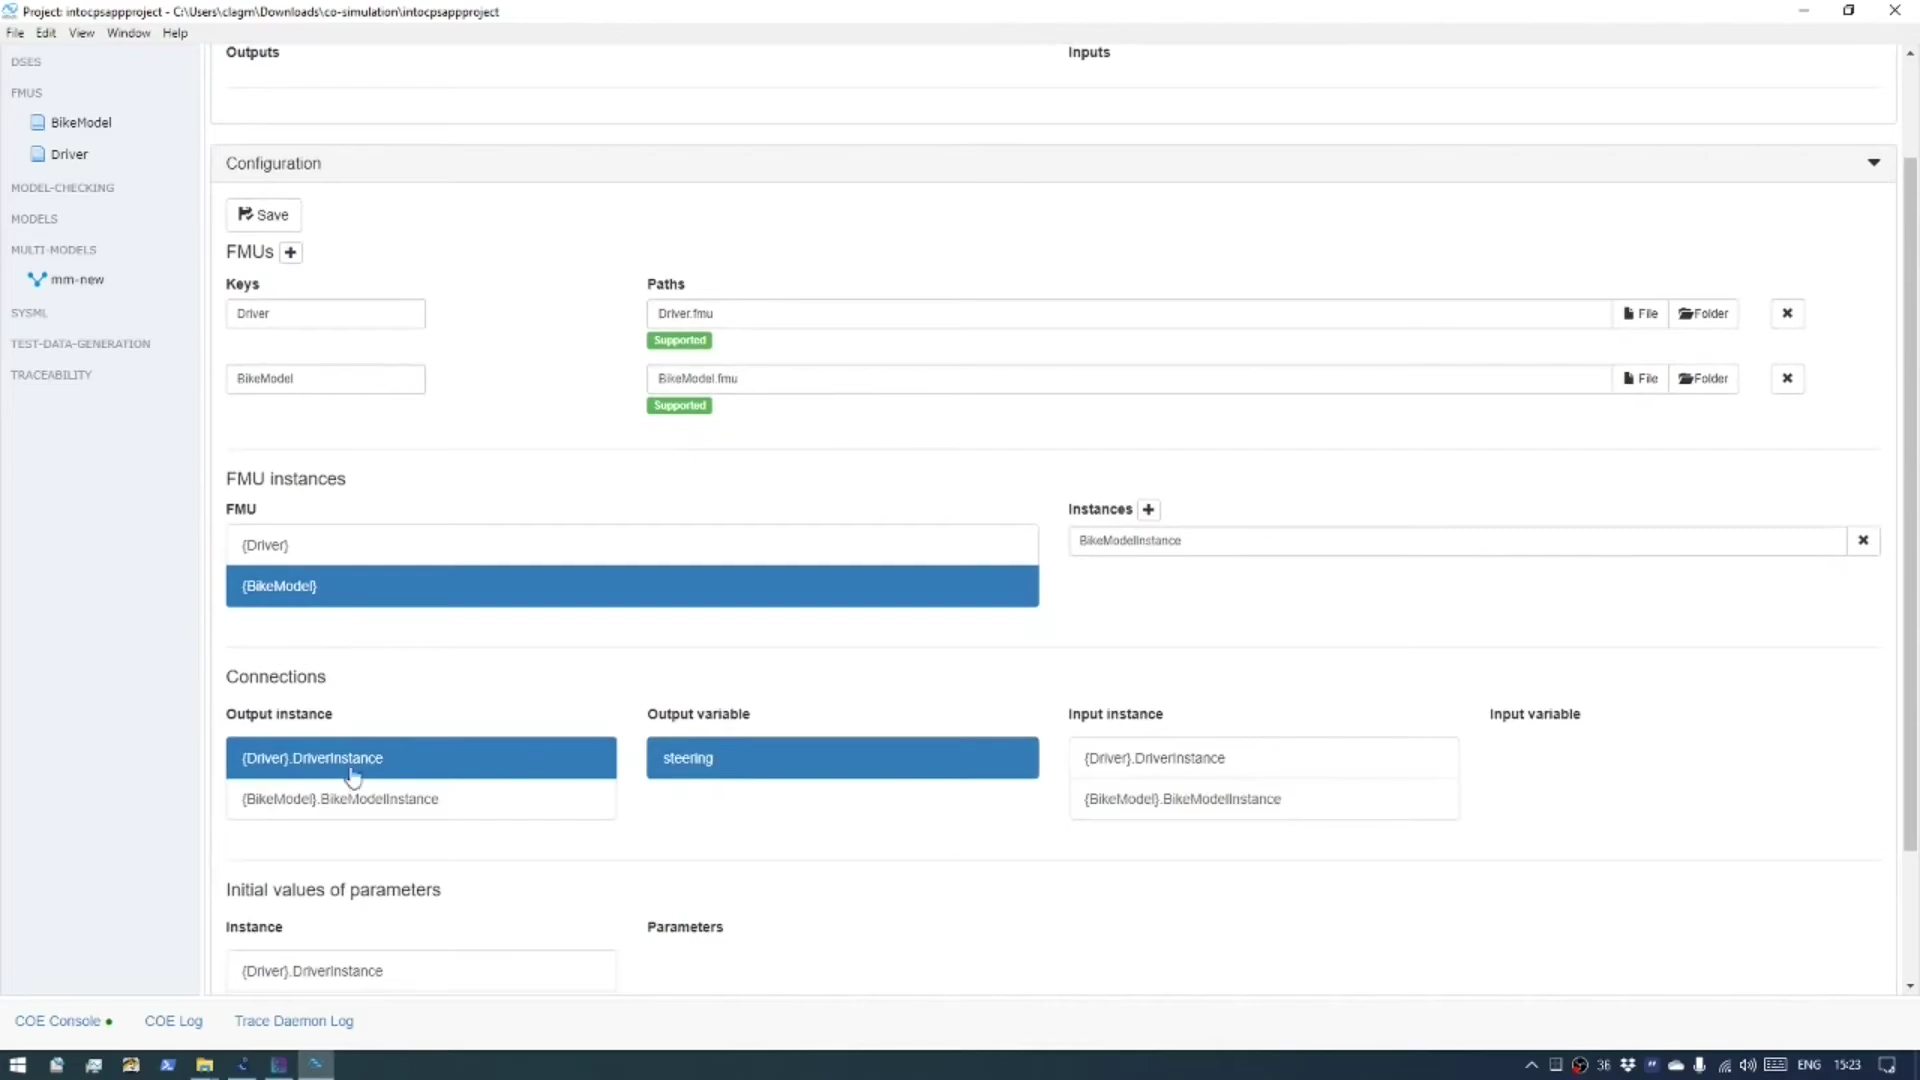 Project: intocpsappproject - C:\Users\clagm\Downloads\co-simulation\intocpsappproject
File Edit View Window Help
DSES
FMUS
BikeModel
Driver
MODEL-CHECKING
MODELS
MULTI-MODELS
mm-new
SYSML
TEST-DATA-GENERATION
TRACEABILITY
Outputs Inputs
Configuration
Save
FMUs
Keys Paths
Driver Driver.fmu File Folder
Supported
BikeModel BikeModel.fmu File Folder
Supported
FMU instances
FMU Instances
{Driver} BikeModelInstance
{BikeModel}
Connections
Output instance Output variable Input instance Input variable
{Driver}.DriverInstance steering {Driver}.DriverInstance
{BikeModel}.BikeModelInstance {BikeModel}.BikeModelInstance
Initial values of parameters
Instance Parameters
{Driver}.DriverInstance
COE Console COE Log Trace Daemon Log
36 ENG 15:23